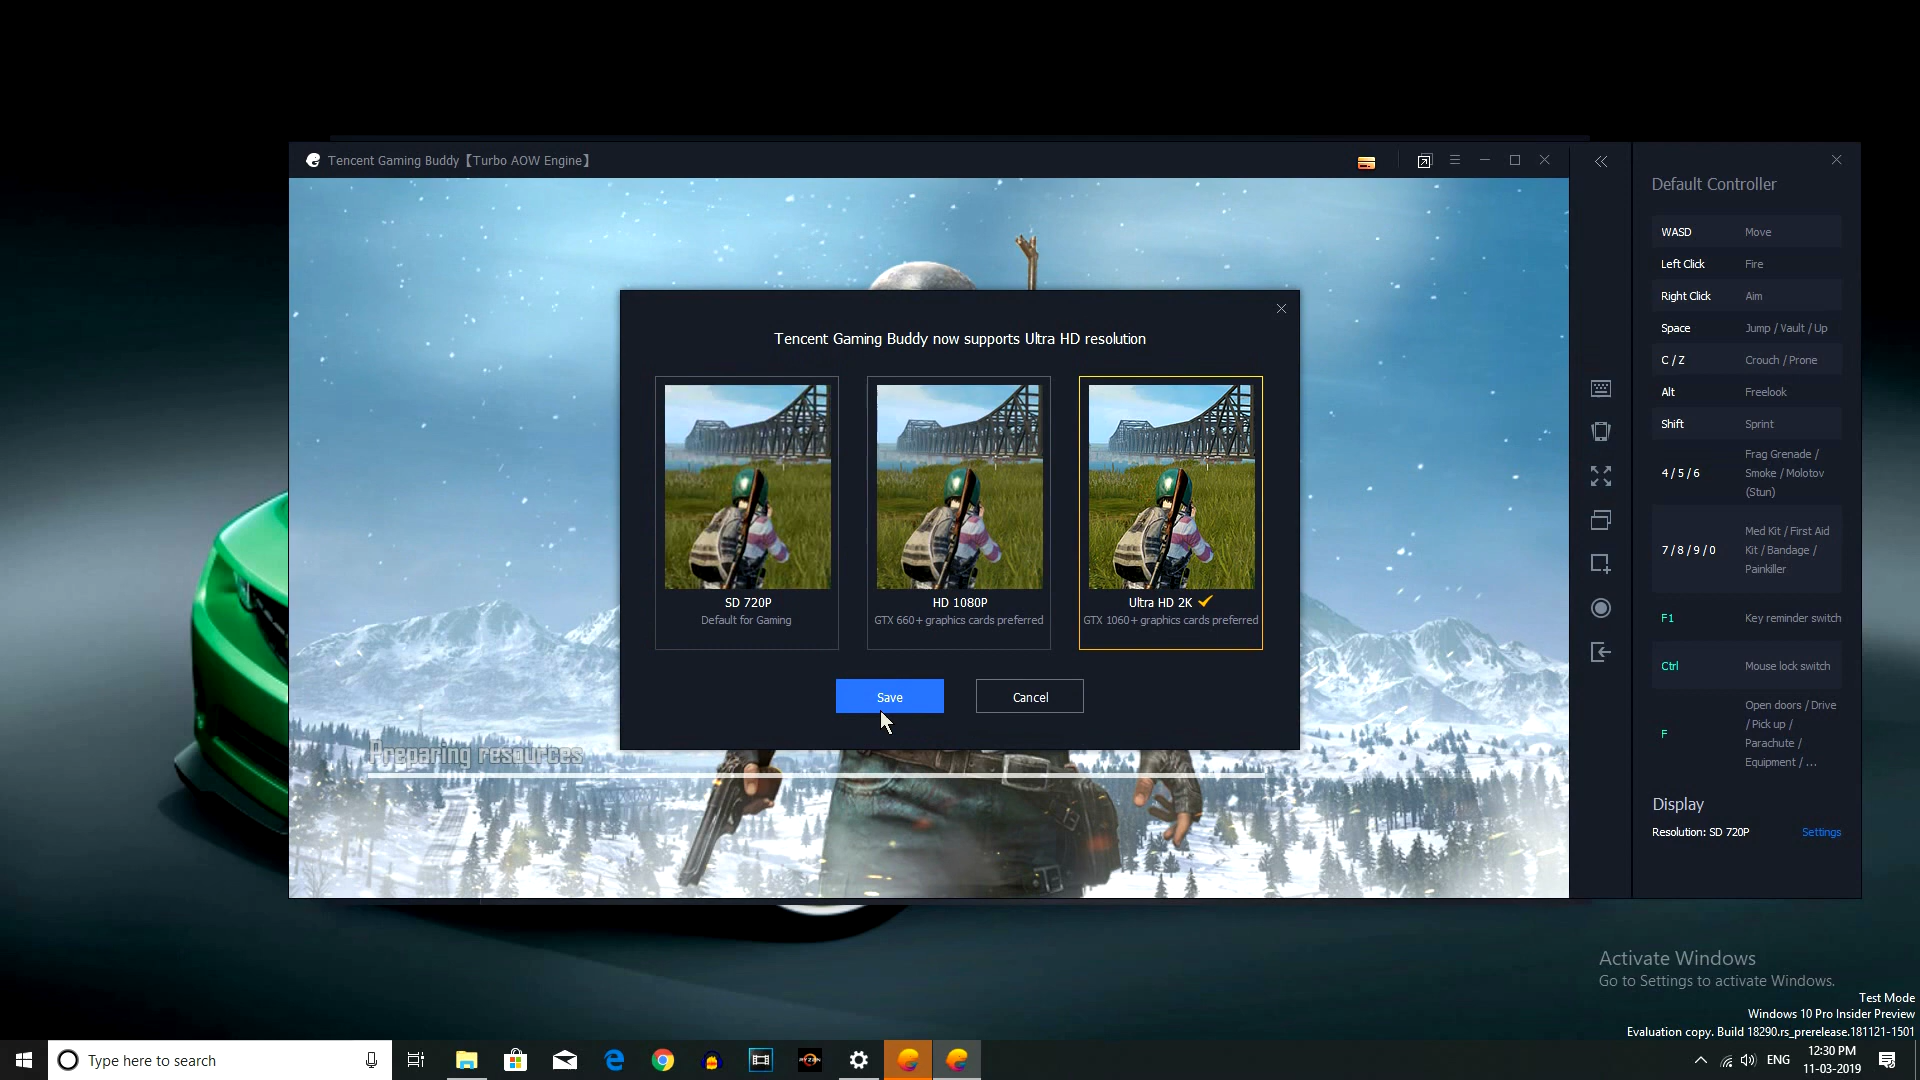 Tencent Gaming Buddy【Turbo AOW Engine】
Tencent Gaming Buddy now supports Ultra HD resolution
SD 720P
Default for Gaming
HD 1080P
GTX 660+ graphics cards preferred
Ultra HD 2K
GTX 1060+ graphics cards preferred
Save
Cancel
Preparing resources
Default Controller
WASD Move
Left Click Fire
Right Click Aim
Space Jump / Vault / Up
C / Z Crouch / Prone
Alt Freelook
Shift Sprint
4 / 5 / 6 Frag Grenade /
Smoke / Molotov
(Stun)
7 / 8 / 9 / 0 Med Kit / First Aid
Kit / Bandage /
Painkiller
F1 Key reminder switch
Ctrl Mouse lock switch
F Open doors / Drive
/ Pick up /
Parachute /
Equipment / ...
Display
Resolution: SD 720P Settings
Activate Windows
Go to Settings to activate Windows.
Test Mode
Windows 10 Pro Insider Preview
Evaluation copy. Build 18290.rs_prerelease.181121-1501
Type here to search
RYZEN
ENG
12:30 PM
11-03-2019